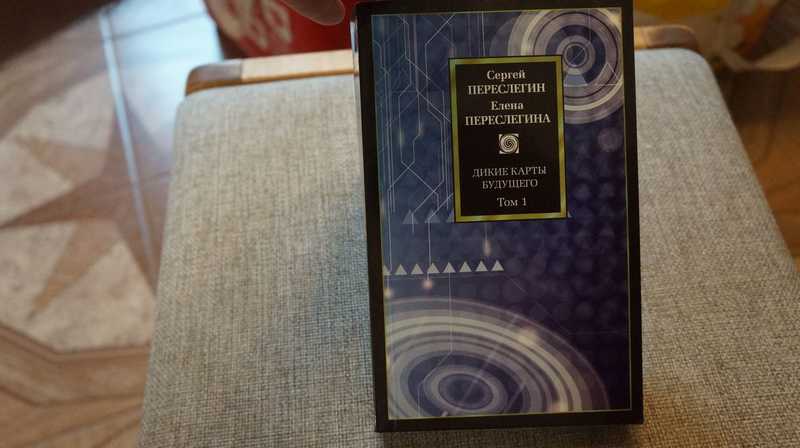 Сергей
ПЕРЕСЛЕГИН
Елена
ПЕРЕСЛЕГИНА
ДИКИЕ КАРТЫ
БУДУЩЕГО
Том 1